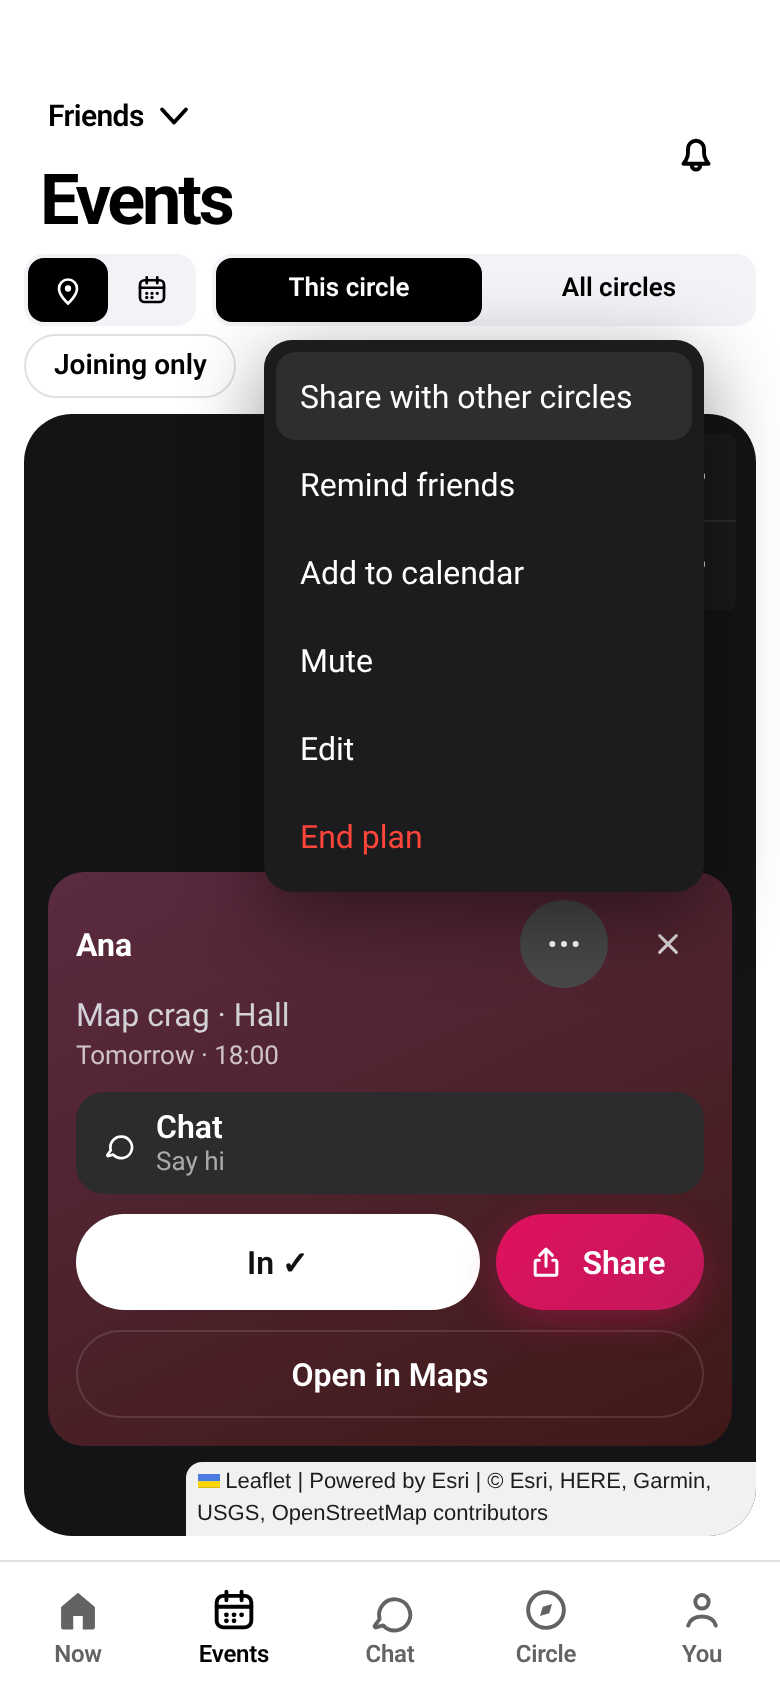 Friends
Events
This circle
All circles
Joining only
Share with other circles
Remind friends
Add to calendar
Mute
Edit
End plan
Ana
Map crag · Hall
Tomorrow · 18:00
Chat
Say hi
In ✓
Share
Open in Maps
Leaflet | Powered by Esri | © Esri, HERE, Garmin,
USGS, OpenStreetMap contributors
Now
Events
Chat
Circle
You